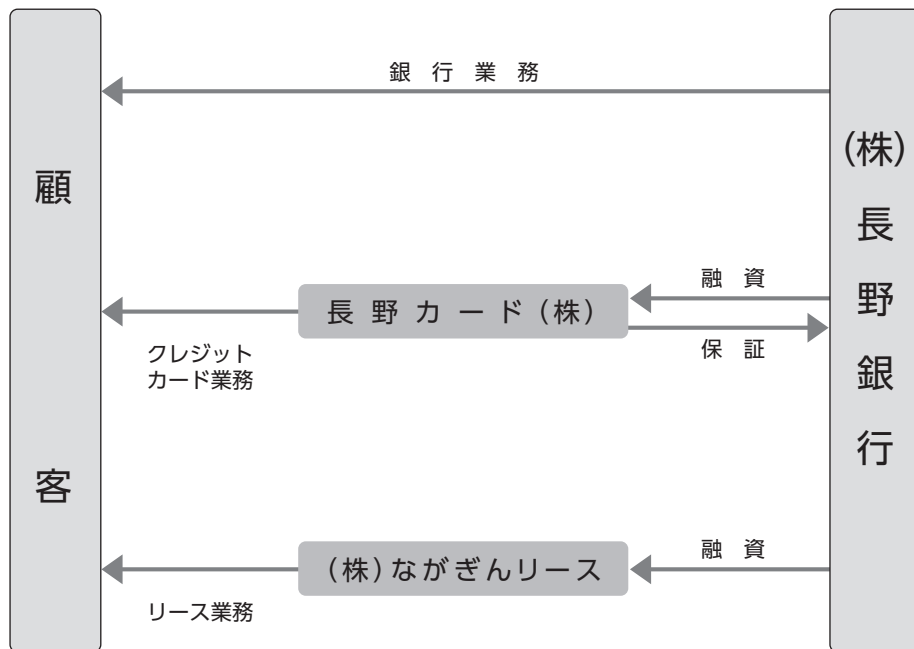 銀行業務
顧客
(株)長野銀行
融資
長野カード(株)
保証
クレジット
カード業務
融資
(株)ながぎんリース
リース業務